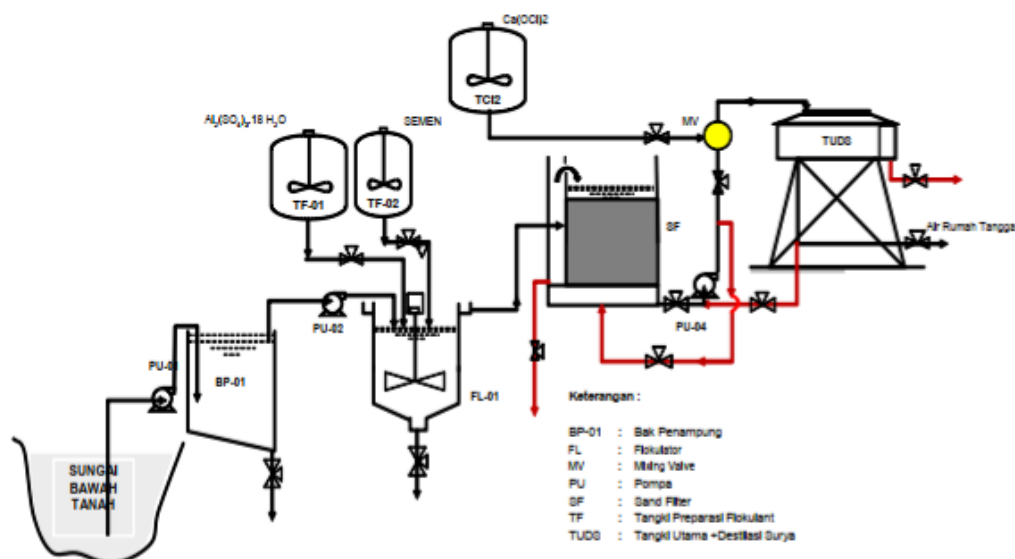 Ca(OCl)2
TCl2
Al2(SO4)3.18 H2O
SEMEN
MV
TUDS
TF-01
TF-02
SF
Air Rumah Tangga
PU-02
PU-04
PU-01
BP-01
FL-01
SUNGAI
BAWAH
TANAH
Keterangan :
BP-01 : Bak Penampung
FL : Flokulator
MV : Mixing Valve
PU : Pompa
SF : Sand Filter
TF : Tangki Preparasi Flokulant
TUDS : Tangki Utama +Destilasi Surya